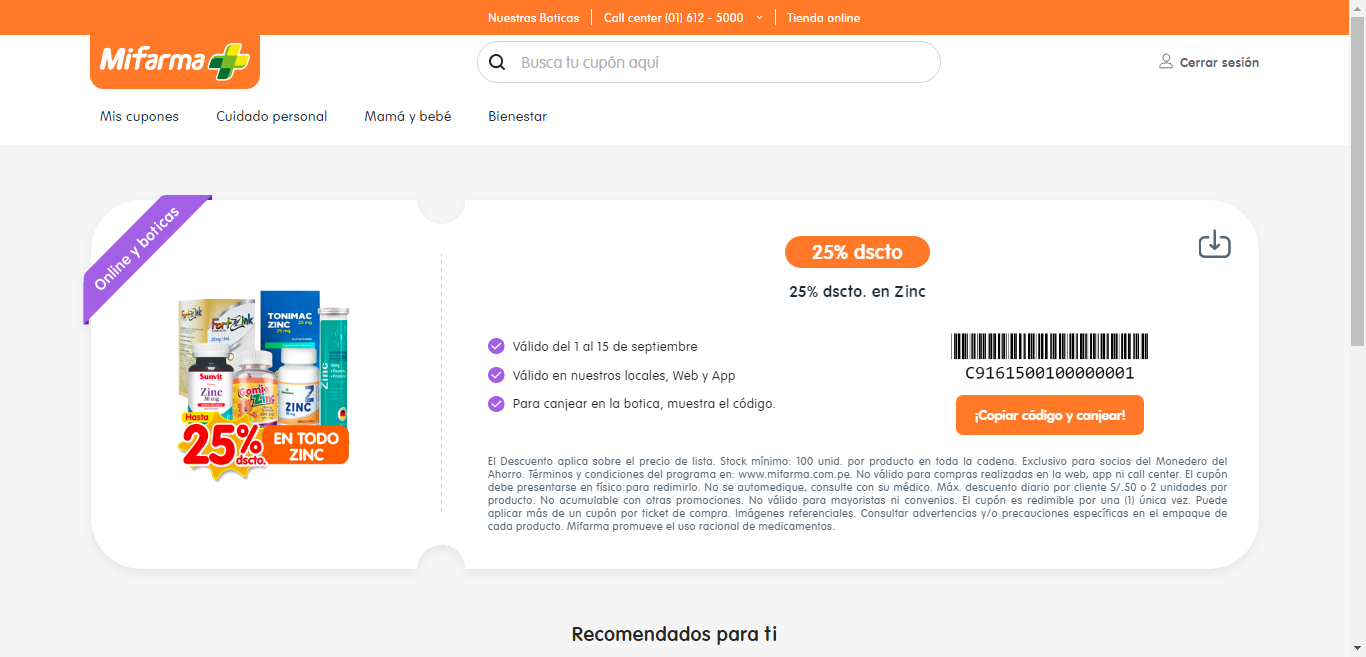 Nuestras Boticas
Call center (01) 612 - 5000
Tienda online
Mifarma
Busca tu cupón aquí
Cerrar sesión
Mis cupones
Cuidado personal
Mamá y bebé
Bienestar
Online y boticas
TONIMAC
ZINC
25 mg
Sunvit
Zinc
Zinc
ZINC
Hasta
25%
dscto.
EN TODO
ZINC
25% dscto
25% dscto. en Zinc
Válido del 1 al 15 de septiembre
Válido en nuestros locales, Web y App
Para canjear en la botica, muestra el código.
C9161500100000001
¡Copiar código y canjear!
El Descuento aplica sobre el precio de lista. Stock mínimo: 100 unid. por producto en toda la cadena. Exclusivo para socios del Monedero del
Ahorro. Términos y condiciones del programa en: www.mifarma.com.pe. No válido para compras realizadas en la web, app ni call center. El cupón
debe presentarse en físico para redimirlo. No se automedique, consulte con su médico. Máx. descuento diario por cliente S/.50 o 2 unidades por
producto. No acumulable con otras promociones. No válido para mayoristas ni convenios. El cupón es redimible por una (1) única vez. Puede
aplicar más de un cupón por ticket de compra. Imágenes referenciales. Consultar advertencias y/o precauciones específicas en el empaque de
cada producto. Mifarma promueve el uso racional de medicamentos.
Recomendados para ti